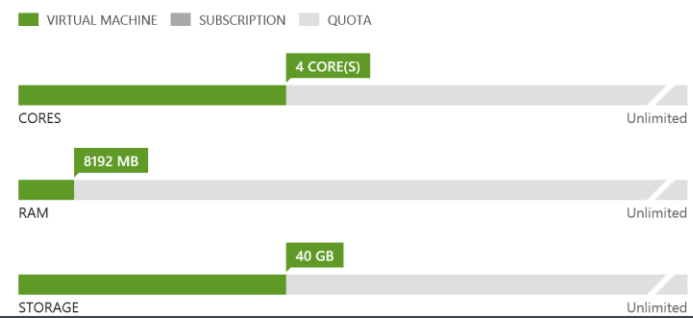 VIRTUAL MACHINE SUBSCRIPTION QUOTA
4 CORE(S)
CORES Unlimited
8192 MB
RAM Unlimited
40 GB
STORAGE Unlimited